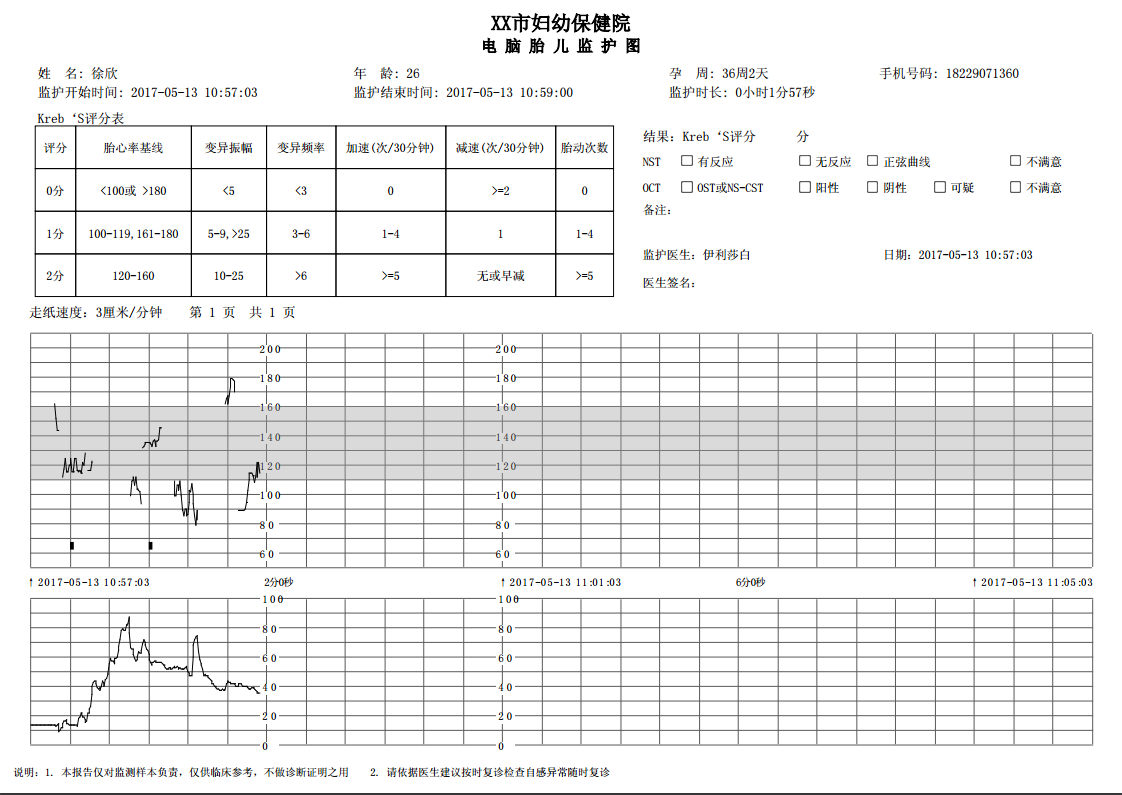 XX市妇幼保健院
电 脑 胎 儿 监 护 图
姓 名: 徐欣 年 龄: 26 孕 周: 36周2天 手机号码: 18229071360
监护开始时间: 2017-05-13 10:57:03 监护结束时间: 2017-05-13 10:59:00 监护时长: 0小时1分57秒
Kreb ‘S评分表
评分 胎心率基线 变异振幅 变异频率 加速(次/30分钟) 减速(次/30分钟) 胎动次数
0分 <100或 >180 <5 <3 0 >=2 0
1分 100-119,161-180 5-9,>25 3-6 1-4 1 1-4
2分 120-160 10-25 >6 >=5 无或早减 >=5
结果: Kreb ‘S评分 分
NST 有反应 无反应 正弦曲线 不满意
OCT OST或NS-CST 阳性 阴性 可疑 不满意
备注:
监护医生: 伊利莎白 日期: 2017-05-13 10:57:03
医生签名:
走纸速度: 3厘米/分钟 第 1 页 共 1 页
200 200
180 180
160 160
140 140
120 120
100 100
80 80
60 60
↑ 2017-05-13 10:57:03 2分0秒 ↑ 2017-05-13 11:01:03 6分0秒 ↑ 2017-05-13 11:05:03
100 100
80 80
60 60
40 40
20 20
0 0
说明: 1. 本报告仅对监测样本负责, 仅供临床参考, 不做诊断证明之用 2. 请依据医生建议按时复诊检查自感异常随时复诊